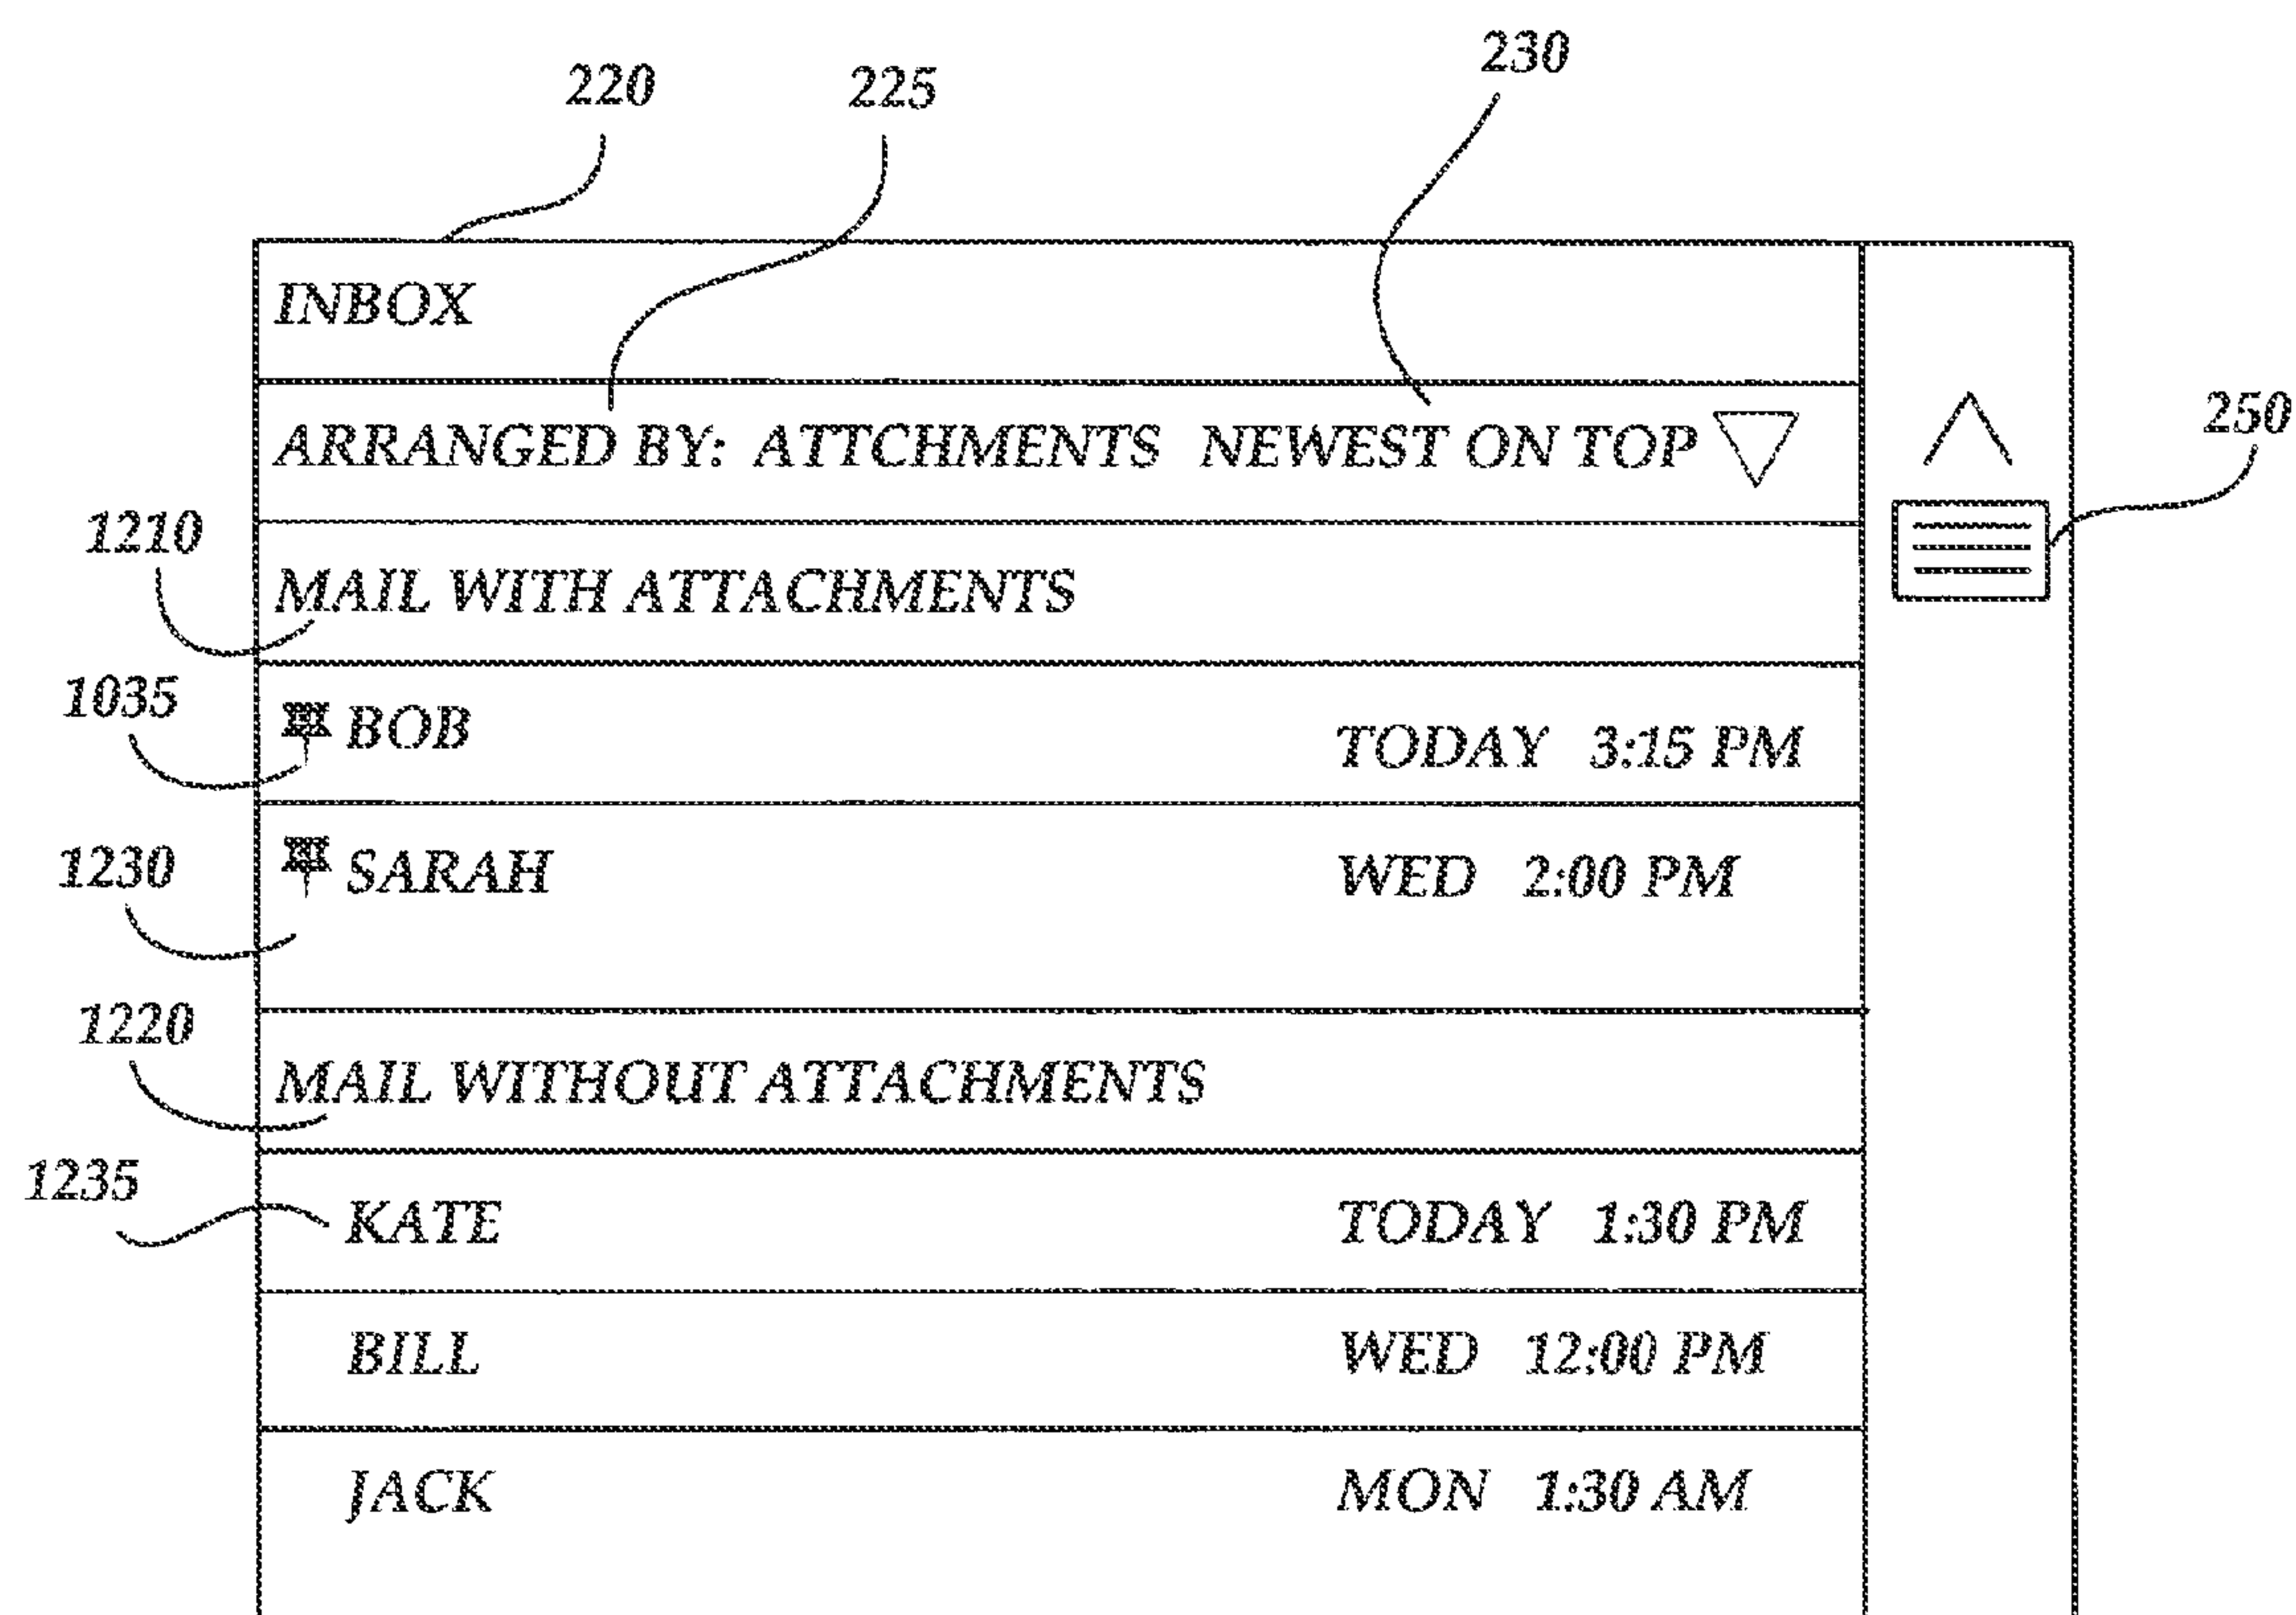 220 225 230
INBOX
ARRANGED BY: ATTCHMENTS NEWEST ON TOP
250
1210
MAIL WITH ATTACHMENTS
1035
BOB TODAY 3:15 PM
1230
SARAH WED 2:00 PM
1220
MAIL WITHOUT ATTACHMENTS
1235
KATE TODAY 1:30 PM
BILL WED 12:00 PM
JACK MON 1:30 AM